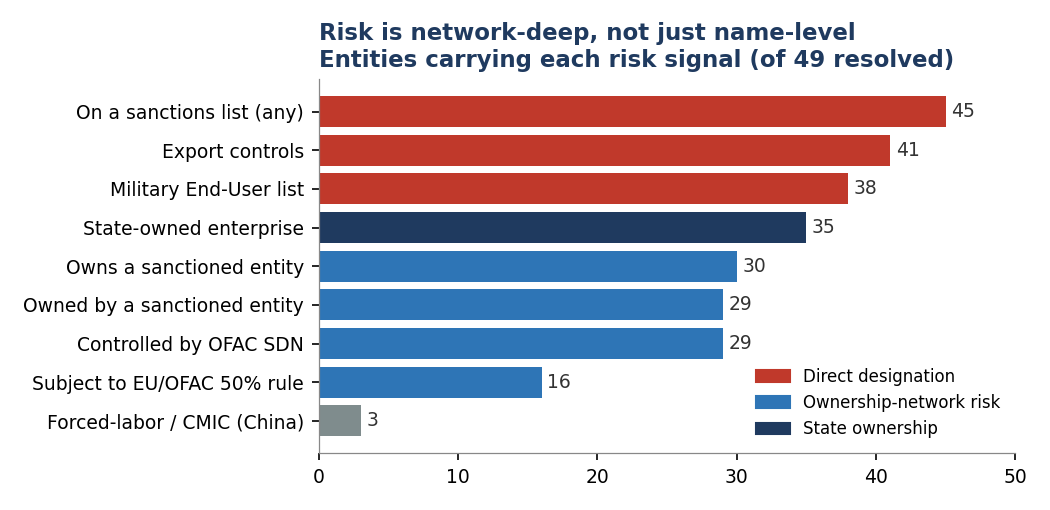 Risk is network-deep, not just name-level
Entities carrying each risk signal (of 49 resolved)
On a sanctions list (any) 45
Export controls 41
Military End-User list 38
State-owned enterprise 35
Owns a sanctioned entity 30
Owned by a sanctioned entity 29
Controlled by OFAC SDN 29
Subject to EU/OFAC 50% rule 16
Forced-labor / CMIC (China) 3
Direct designation
Ownership-network risk
State ownership
0 10 20 30 40 50